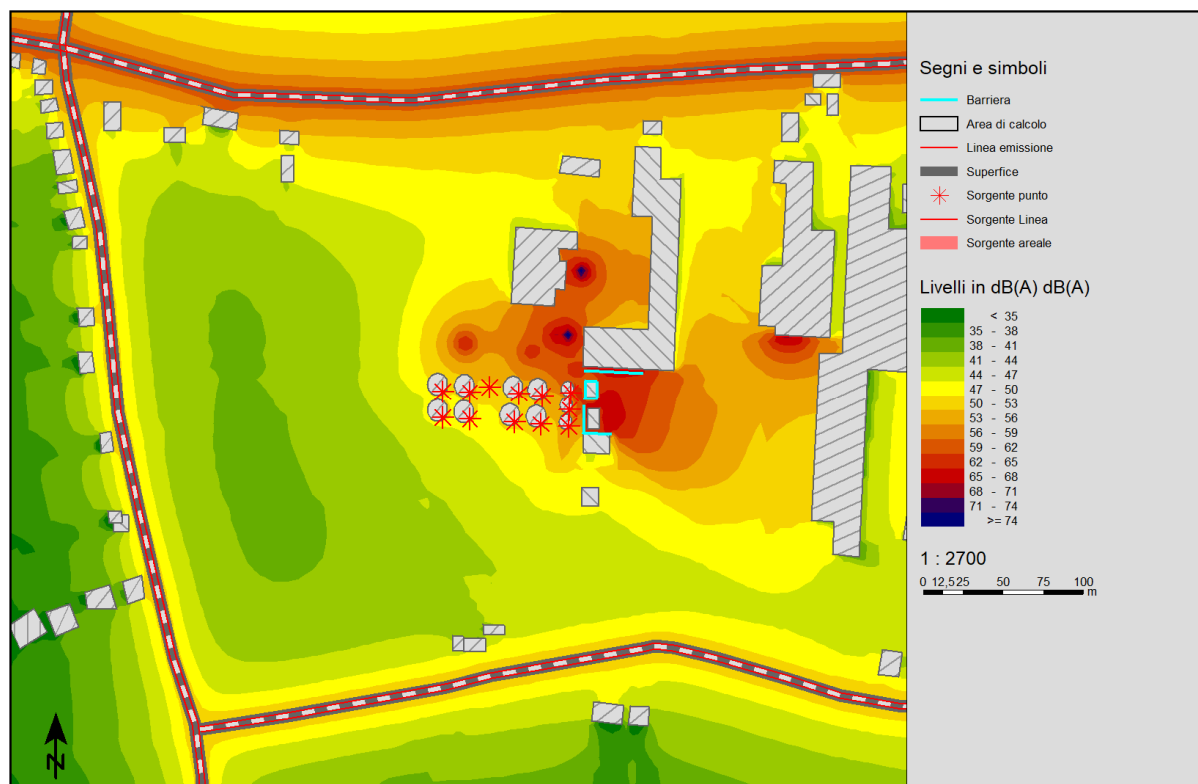 Segni e simboli
Barriera
Area di calcolo
Linea emissione
Superfice
Sorgente punto
Sorgente Linea
Sorgente areale
Livelli in dB(A) dB(A)
< 35
35 - 38
38 - 41
41 - 44
44 - 47
47 - 50
50 - 53
53 - 56
56 - 59
59 - 62
62 - 65
65 - 68
68 - 71
71 - 74
>= 74
1 : 2700
0 12,525 50 75 100
m
N